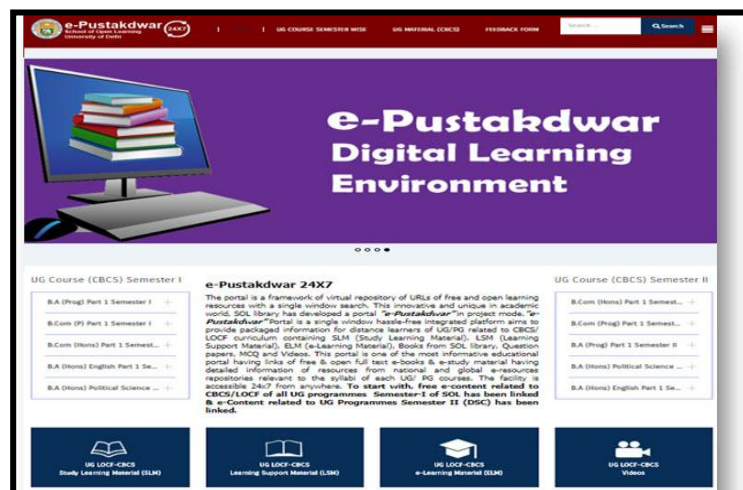 e-Pustakdwar 24X7
School of Open Learning
University of Delhi
UG COURSE SEMESTER WISE
UG MATERIAL (CBCS)
FEEDBACK FORM
Search ...
Search
e-Pustakdwar
Digital Learning
Environment
UG Course (CBCS) Semester I
B.A (Prog) Part 1 Semester I
B.Com (P) Part 1 Semester I
B.Com (Hons) Part 1 Semest...
B.A (Hons) English Part 1 Se...
B.A (Hons) Political Science ...
e-Pustakdwar 24X7
The portal is a framework of virtual repository of URLs of free and open learning
resources with a single window search. This innovative and unique in academic
world, SOL library has developed a portal "e-Pustakdwar" in project mode. "e-
Pustakdwar" Portal is a single window hassle-free integrated platform aims to
provide packaged information for distance learners of UG/PG related to CBCS/
LOCF curriculum containing SLM (Study Learning Material), LSM (Learning
Support Material), ELM (e-Learning Material), Books from SOL library, Question
papers, MCQ and Videos. This portal is one of the most informative educational
portal having links of free & open full text e-books & e-study material having
detailed information of resources from national and global e-resources
repositories relevant to the syllabi of each UG/ PG courses. The facility is
accessible 24x7 from anywhere. To start with, free e-content related to
CBCS/LOCF of all UG programmes Semester-I of SOL has been linked
& e-Content related to UG Programmes Semester II (DSC) has been
linked.
UG Course (CBCS) Semester II
B.Com (Hons) Part 1 Semest...
B.Com (Prog) Part 1 Semest...
B.A (Prog) Part 1 Semester II
B.A (Hons) Political Science ...
B.A (Hons) English Part 1 Se...
UG LOCF-CBCS
Study Learning Material (SLM)
UG LOCF-CBCS
Learning Support Material (LSM)
UG LOCF-CBCS
e-Learning Material (ELM)
UG LOCF-CBCS
Videos